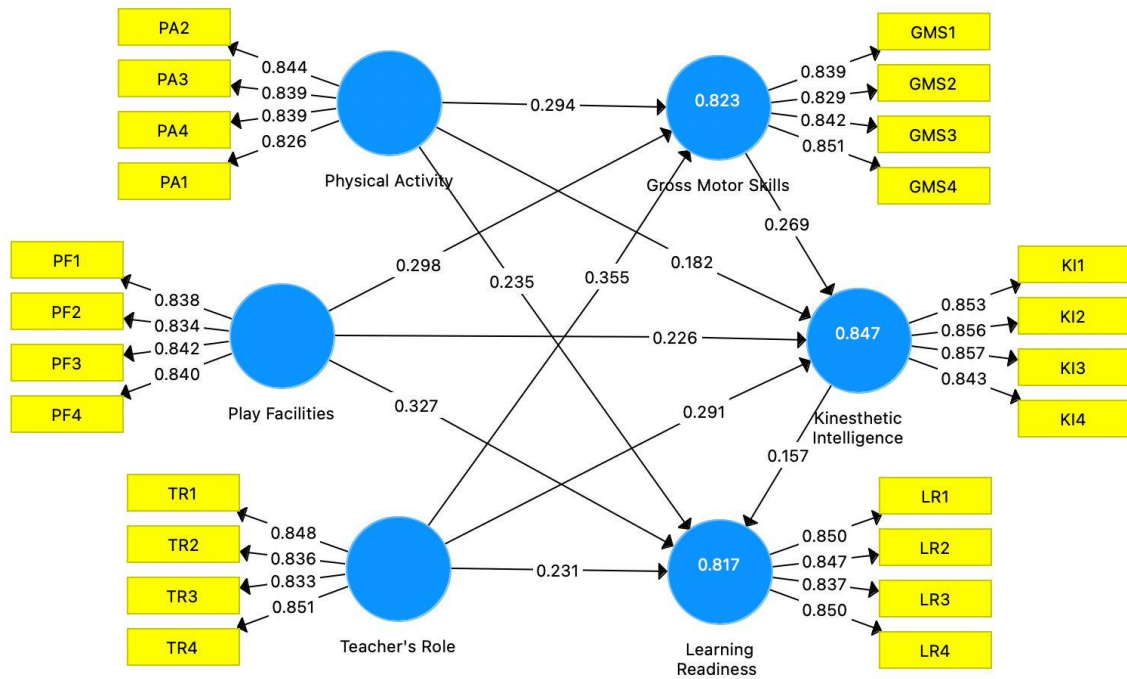 PA2
PA3
PA4
PA1
0.844
0.839
0.839
0.826
Physical Activity
0.294
0.823
Gross Motor Skills
0.839
0.829
0.842
0.851
GMS1
GMS2
GMS3
GMS4
0.269
0.182
0.298
0.235
0.355
PF1
PF2
PF3
PF4
0.838
0.834
0.842
0.840
Play Facilities
0.226
0.327
0.847
Kinesthetic
Intelligence
0.853
0.856
0.857
0.843
KI1
KI2
KI3
KI4
0.291
0.157
TR1
TR2
TR3
TR4
0.848
0.836
0.833
0.851
Teacher's Role
0.231
0.817
Learning
Readiness
0.850
0.847
0.837
0.850
LR1
LR2
LR3
LR4